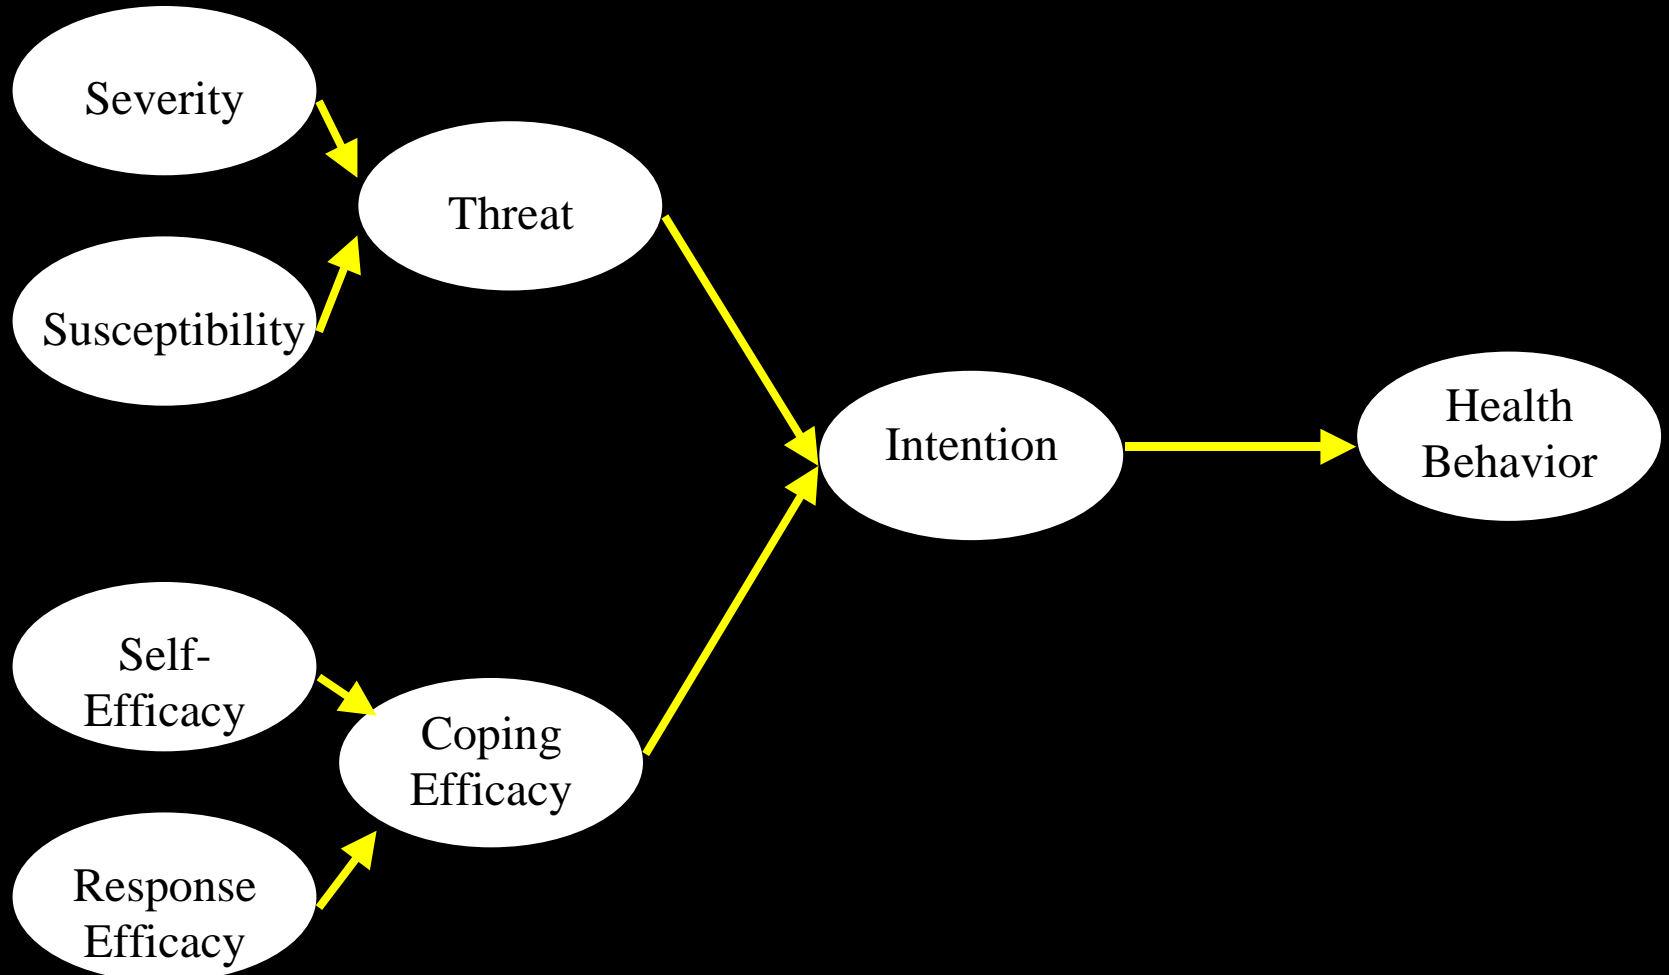 Severity
Threat
Susceptibility
Intention
Health
Behavior
Self-
Efficacy
Coping
Efficacy
Response
Efficacy